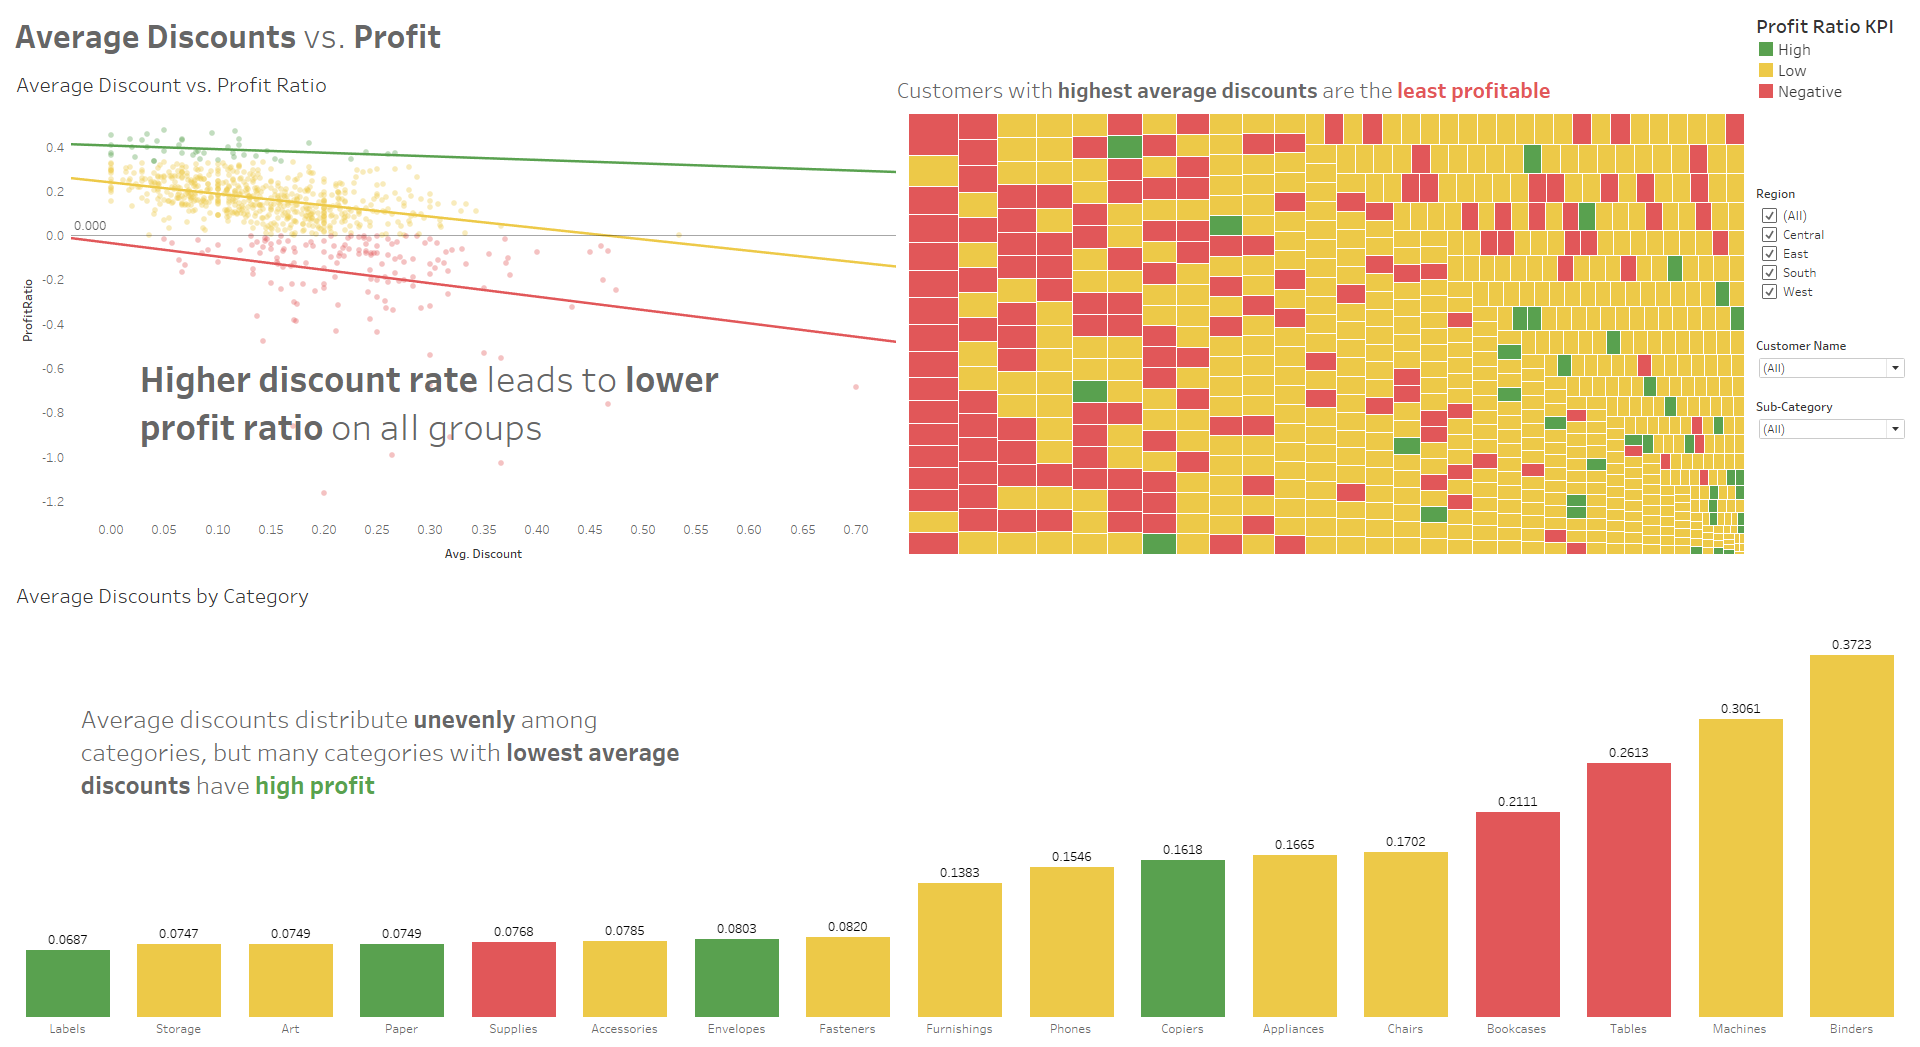 Average Discounts vs. Profit
Average Discount vs. Profit Ratio
0.4
0.2
0.0
-0.2
-0.4
-0.6
-0.8
-1.0
-1.2
ProfitRatio
0.000
Higher discount rate leads to lower
profit ratio on all groups
0.00 0.05 0.10 0.15 0.20 0.25 0.30 0.35 0.40 0.45 0.50 0.55 0.60 0.65 0.70
Avg. Discount
Customers with highest average discounts are the least profitable
Profit Ratio KPI
High
Low
Negative
Region
(All)
Central
East
South
West
Customer Name
(All)
Sub-Category
(All)
Average Discounts by Category
Average discounts distribute unevenly among
categories, but many categories with lowest average
discounts have high profit
0.0687 0.0747 0.0749 0.0749 0.0768 0.0785 0.0803 0.0820 0.1383 0.1546 0.1618 0.1665 0.1702 0.2111 0.2613 0.3061 0.3723
Labels Storage Art Paper Supplies Accessories Envelopes Fasteners Furnishings Phones Copiers Appliances Chairs Bookcases Tables Machines Binders